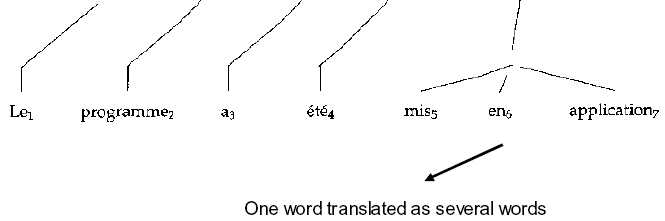 Le₁ programme₂ a₃ été₄ mis₅ en₆ application₇
One word translated as several words